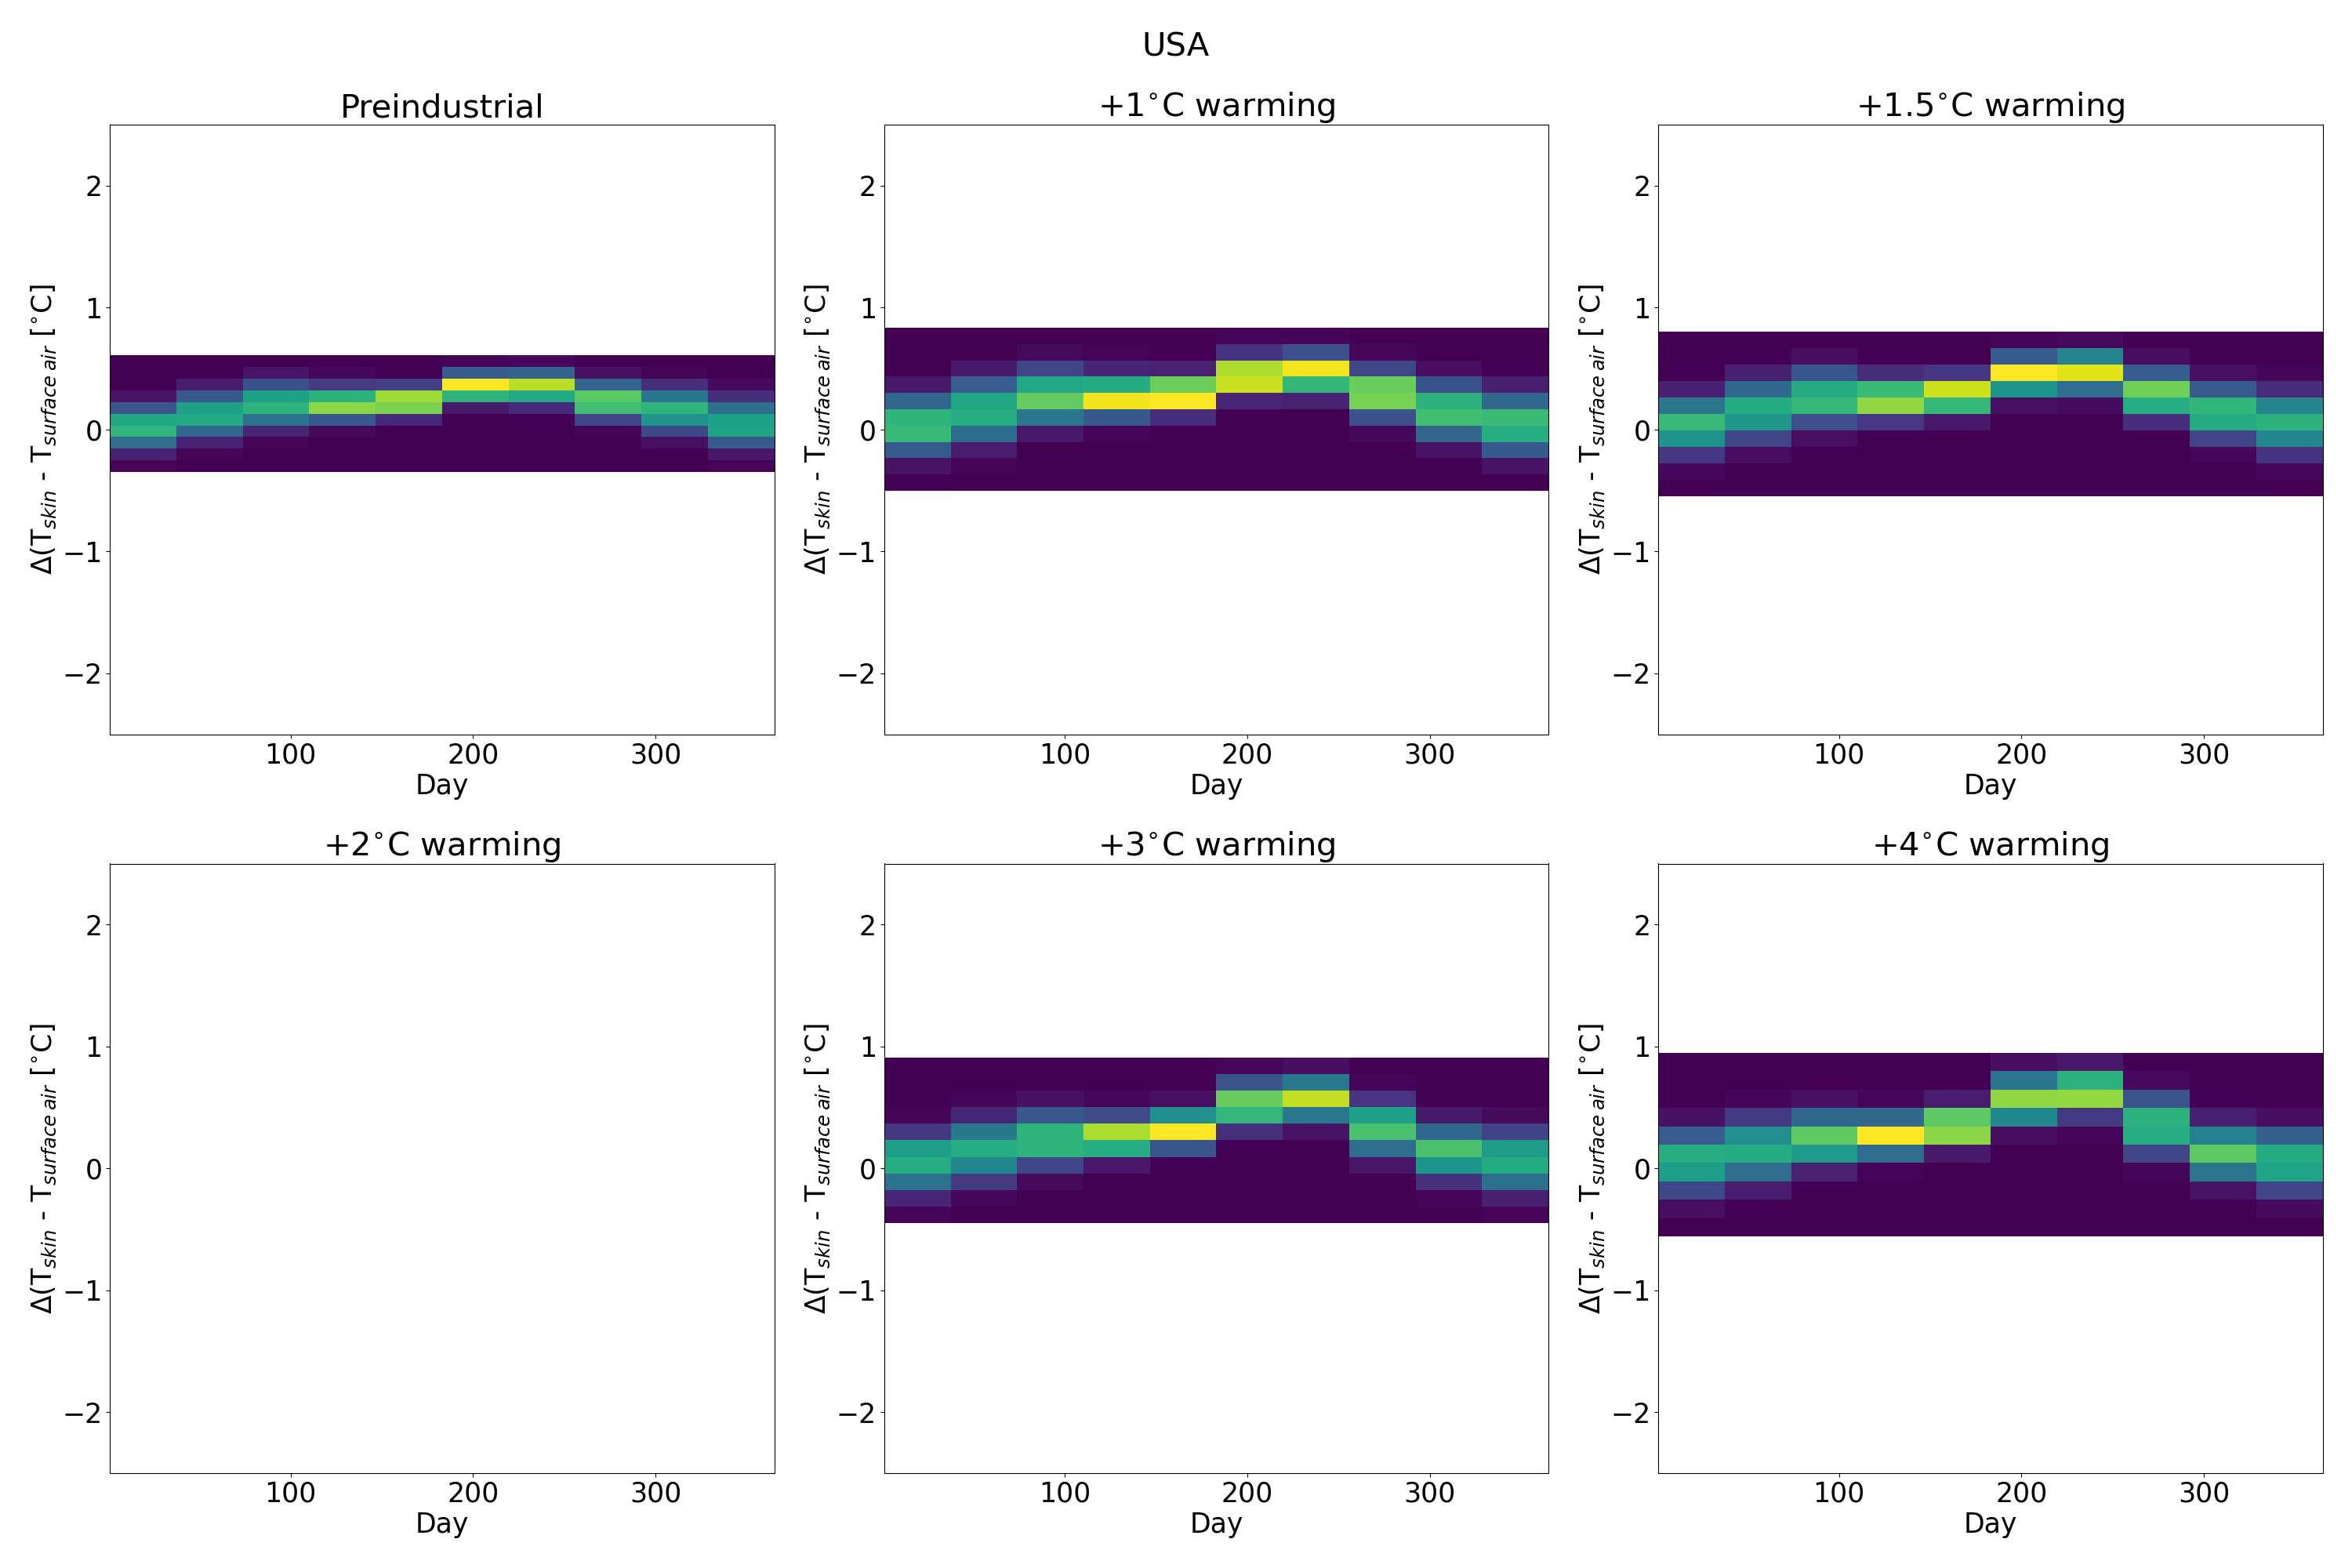 USA
Preindustrial
+1°C warming
+1.5°C warming
2
1
0
−1
−2
Δ(T_skin - T_surface air [°C]
100 200 300
Day
2
1
0
−1
−2
Δ(T_skin - T_surface air [°C]
100 200 300
Day
2
1
0
−1
−2
Δ(T_skin - T_surface air [°C]
100 200 300
Day
+2°C warming
+3°C warming
+4°C warming
2
1
0
−1
−2
Δ(T_skin - T_surface air [°C]
100 200 300
Day
2
1
0
−1
−2
Δ(T_skin - T_surface air [°C]
100 200 300
Day
2
1
0
−1
−2
Δ(T_skin - T_surface air [°C]
100 200 300
Day